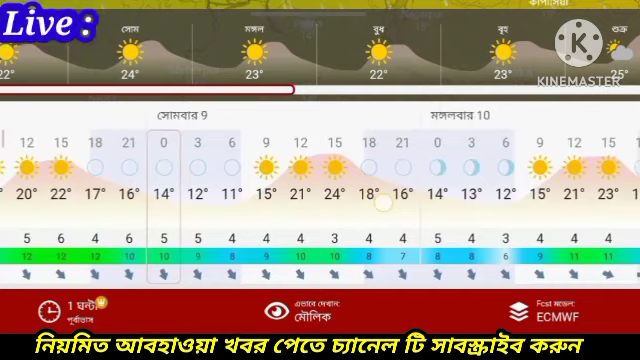 Live :
কাপাসিয়া
সোম মঙ্গল বুধ বৃহ শুক্র
22° 24° 23° 22° 23° 25°
KINEMASTER
সোমবার 9 মঙ্গলবার 10
12 15 18 21 0 3 6 9 12 15 18 21 0 3 6 9 12 15
20° 22° 17° 16° 14° 12° 11° 15° 21° 24° 18° 16° 14° 13° 12° 15° 21° 23°
5 6 4 6 5 5 4 4 4 3 4 4 5 4 3 4 4 4
12 12 12 10 10 9 8 9 10 10 8 7 8 8 6 9 11 11
1 ঘন্টা এভাবে দেখান: Fcst মডেল:
পূর্বাভাস মৌলিক ECMWF
নিয়মিত আবহাওয়া খবর পেতে চ্যানেল টি সাবস্ক্রাইব করুন